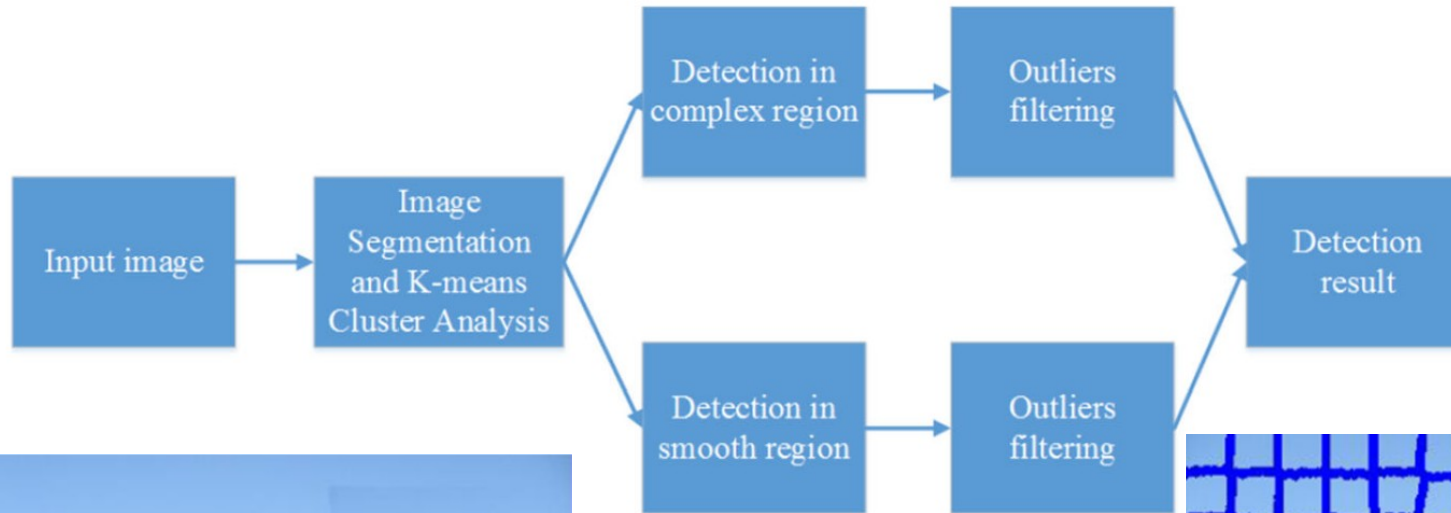 Input image
Image
Segmentation
and K-means
Cluster Analysis
Detection in
complex region
Outliers
filtering
Detection in
smooth region
Outliers
filtering
Detection
result